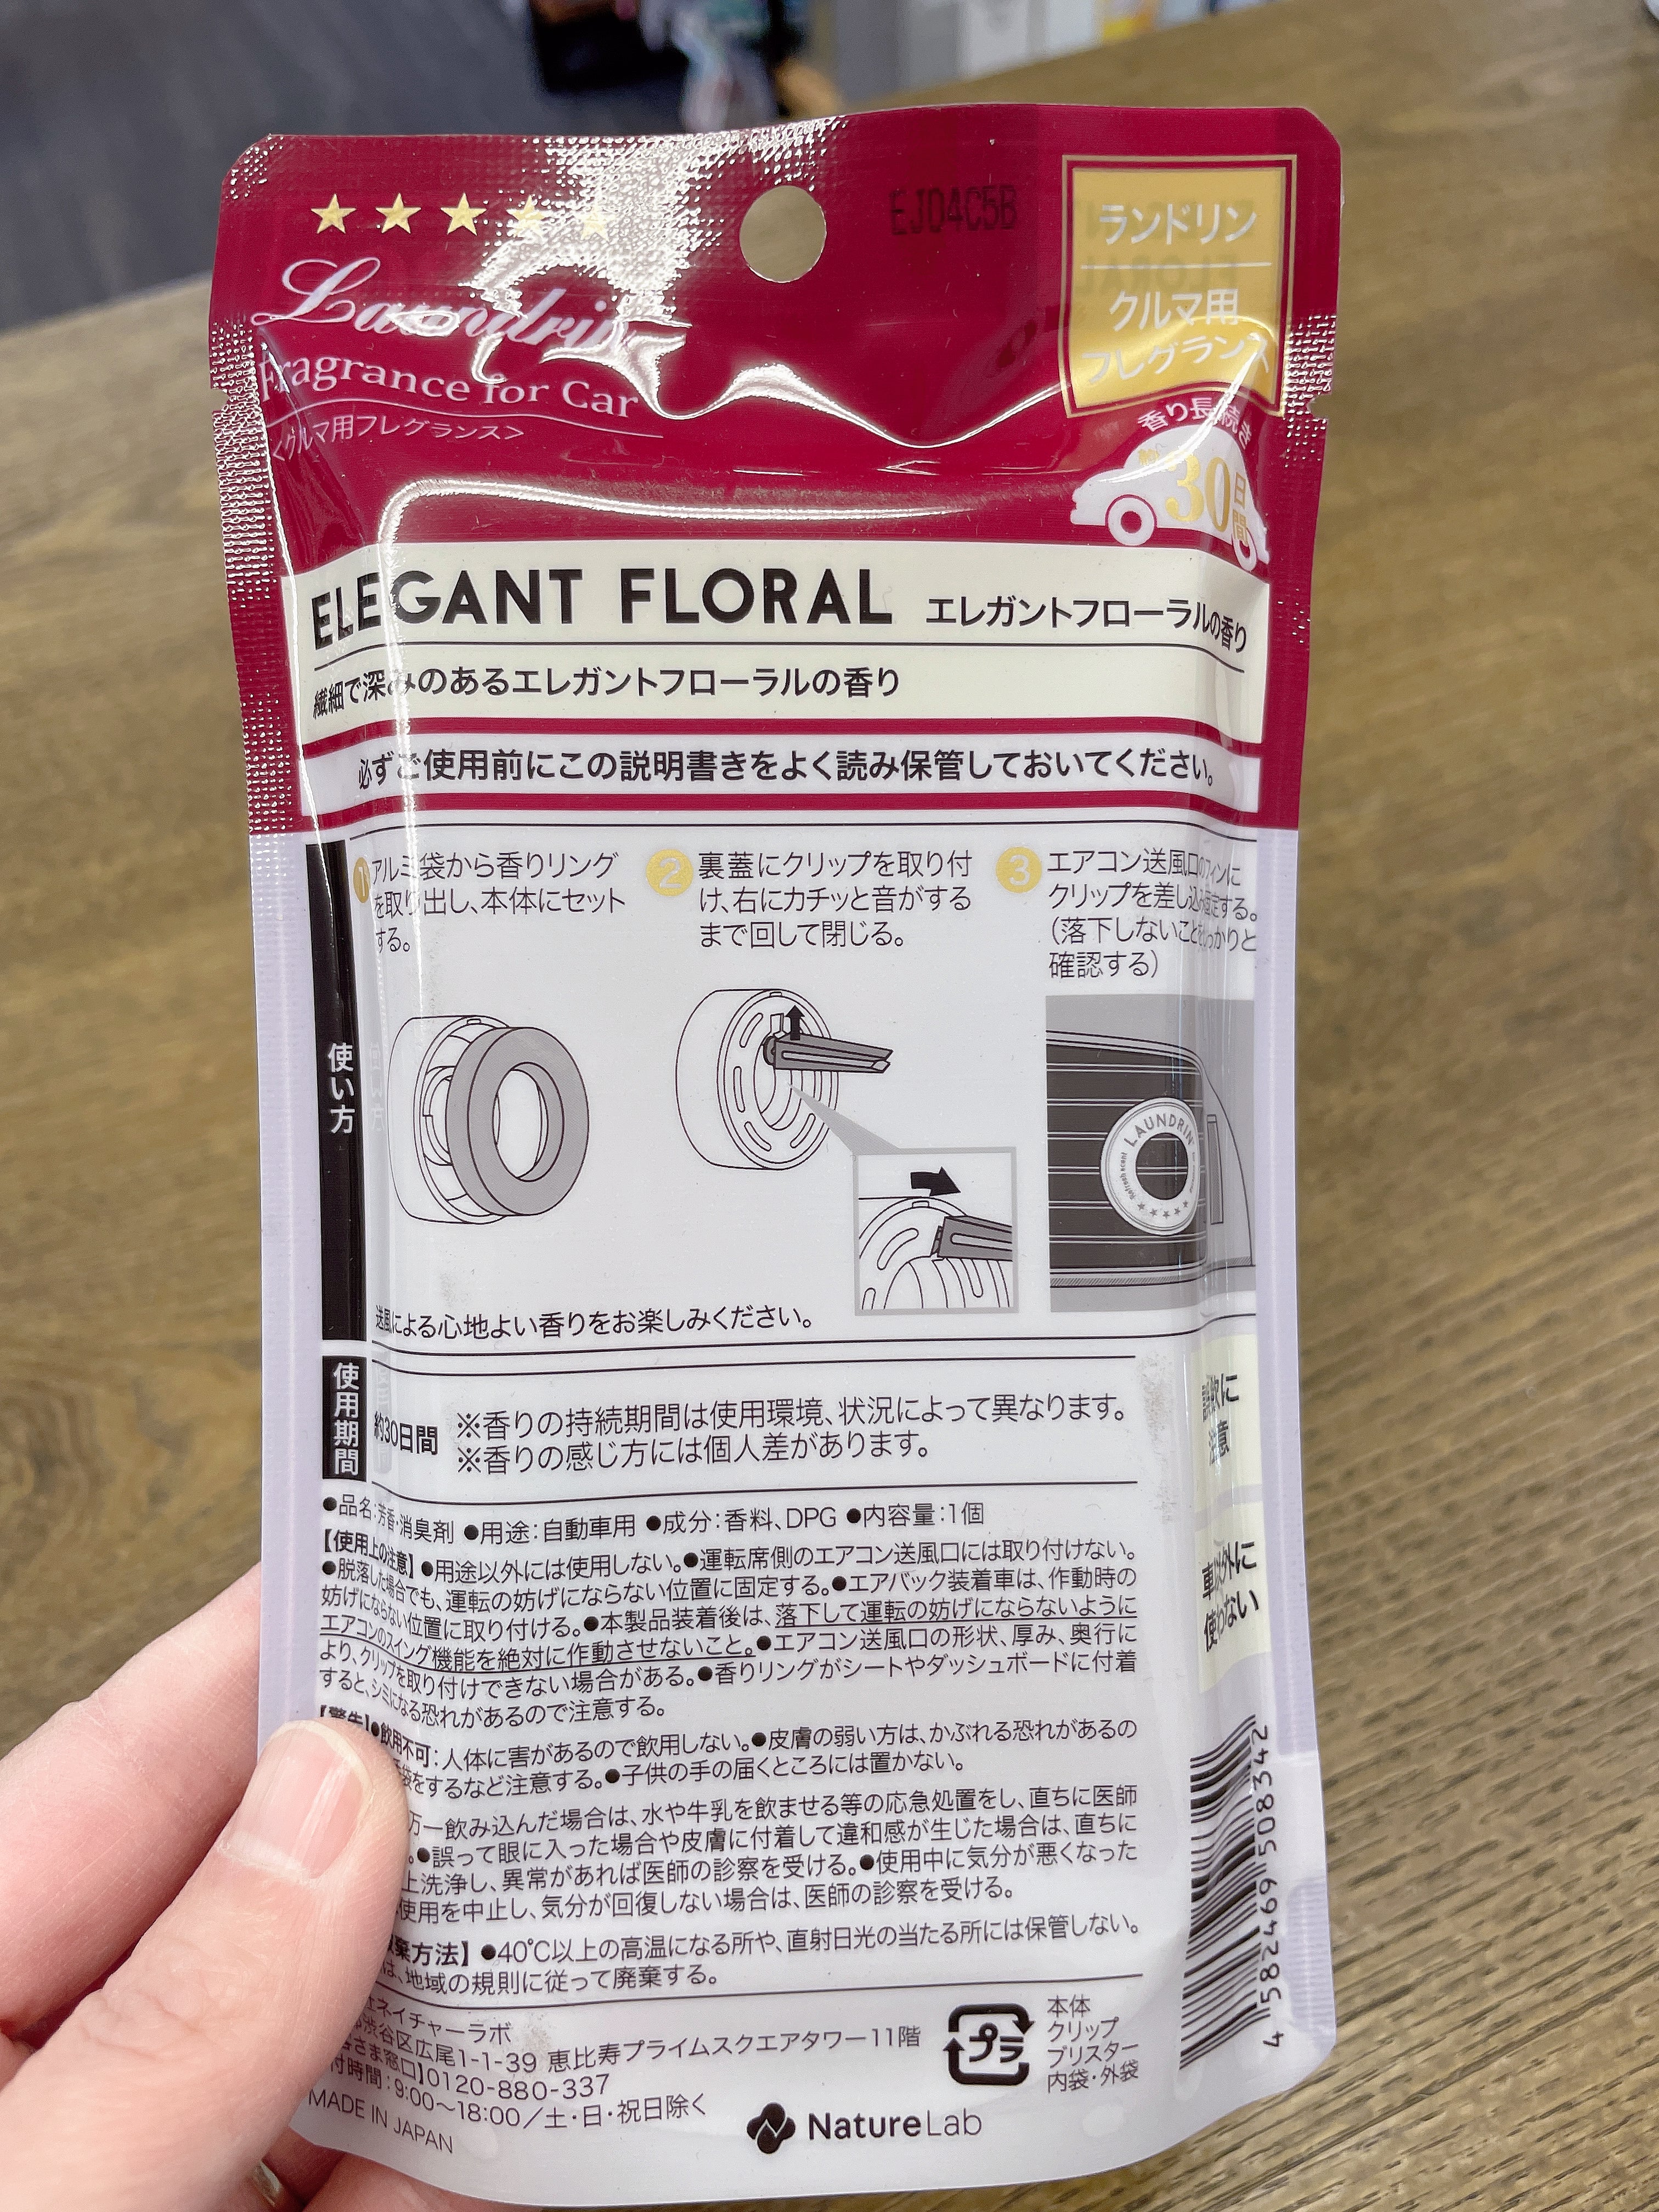 EJ04C5B
Laundrin
Fragrance for Car
<クルマ用フレグランス>
ランドリン
クルマ用
フレグランス
香り長続き
約30日間
ELEGANT FLORAL エレガントフローラルの香り
繊細で深みのあるエレガントフローラルの香り
必ずご使用前にこの説明書きをよく読み保管しておいてください。
使い方
1 アルミ袋から香りリング
を取り出し、本体にセット
する。
2 裏蓋にクリップを取り付
け、右にカチッと音がする
まで回して閉じる。
3 エアコン送風口のフィンに
クリップを差し込み固定する。
(落下しないことをしっかりと
確認する)
LAUNDRIN'
送風による心地よい香りをお楽しみください。
使用期間
約30日間
※香りの持続期間は使用環境、状況によって異なります。
※香りの感じ方には個人差があります。
●品名:芳香・消臭剤 ●用途:自動車用 ●成分:香料、DPG ●内容量:1個
【使用上の注意】●用途以外には使用しない。●運転席側のエアコン送風口には取り付けない。
●脱落した場合でも、運転の妨げにならない位置に固定する。●エアバック装着車は、作動時の
妨げにならない位置に取り付ける。●本製品装着後は、落下して運転の妨げにならないように
エアコンのスイング機能を絶対に作動させないこと。●エアコン送風口の形状、厚み、奥行に
より、クリップを取り付けできない場合がある。●香りリングがシートやダッシュボードに付着
すると、シミになる恐れがあるので注意する。
【警告】●飲用不可:人体に害があるので飲用しない。●皮膚の弱い方は、かぶれる恐れがあるの
袋をするなど注意する。●子供の手の届くところには置かない。
万一飲み込んだ場合は、水や牛乳を飲ませる等の応急処置をし、直ちに医師
。●誤って眼に入った場合や皮膚に付着して違和感が生じた場合は、直ちに
上洗浄し、異常があれば医師の診察を受ける。●使用中に気分が悪くなった
使用を中止し、気分が回復しない場合は、医師の診察を受ける。
棄方法】●40℃以上の高温になる所や、直射日光の当たる所には保管しない。
は、地域の規則に従って廃棄する。
社ネイチャーラボ
渋谷区広尾1-1-39 恵比寿プライムスクエアタワー11階
さま窓口】0120-880-337
付時間:9:00〜18:00/土・日・祝日除く
MADE IN JAPAN
プラ
本体
クリップ
ブリスター
内袋・外袋
NatureLab
誤飲に
注意
車以外に
使わない
4 582469 508342